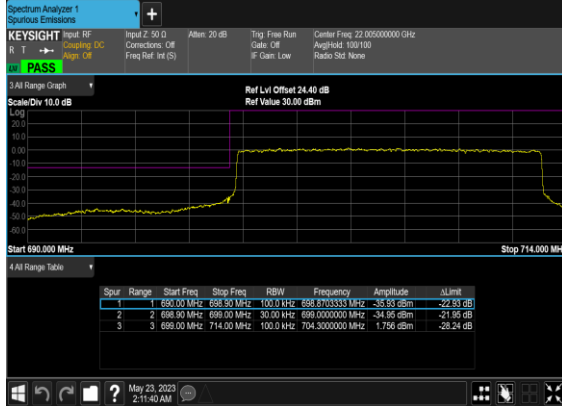 Spectrum Analyzer 1
Spurious Emissions
+
KEYSIGHT Input: RF Input Z: 50 Ω Atten: 20 dB Trig: Free Run Center Freq: 22.005000000 GHz
R T Coupling: DC Corrections: Off Gate: Off Avg|Hold: 100/100
Align: Off Freq Ref: Int (S) IF Gain: Low Radio Std: None
PASS
3 All Range Graph Ref Lvl Offset 24.40 dB
Scale/Div 10.0 dB Ref Value 30.00 dBm
Log
20.0
10.0
0.00
-10.0
-20.0
-30.0
-40.0
-50.0
-60.0
Start 690.000 MHz Stop 714.000 MH
4 All Range Table
Spur Range Start Freq Stop Freq RBW Frequency Amplitude ΔLimit
1 1 690.00 MHz 698.90 MHz 100.0 kHz 698.8703333 MHz -35.93 dBm -22.93 dB
2 2 698.90 MHz 699.00 MHz 30.00 kHz 699.0000000 MHz -34.95 dBm -21.95 dB
3 3 699.00 MHz 714.00 MHz 100.0 kHz 704.3000000 MHz 1.756 dBm -28.24 dB
? May 23, 2023
2:11:40 AM